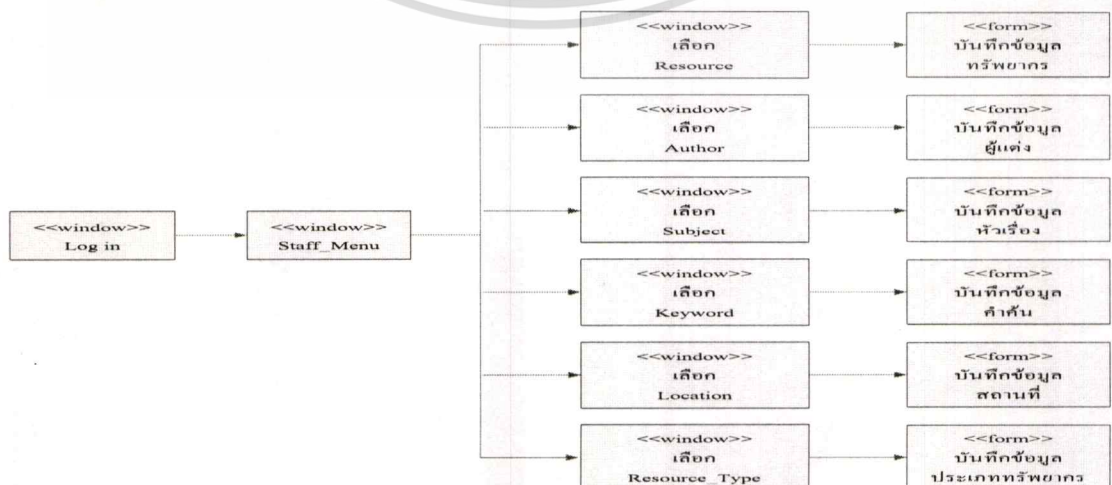 <<window>>
เลือก
Resource
<<form>>
บันทึกข้อมูล
ทรัพยากร
<<window>>
เลือก
Author
<<form>>
บันทึกข้อมูล
ผู้แต่ง
<<window>>
เลือก
Subject
<<form>>
บันทึกข้อมูล
หัวเรื่อง
<<window>>
Log in
<<window>>
Staff_Menu
<<window>>
เลือก
Keyword
<<form>>
บันทึกข้อมูล
คำค้น
<<window>>
เลือก
Location
<<form>>
บันทึกข้อมูล
สถานที่
<<window>>
เลือก
Resource_Type
<<form>>
บันทึกข้อมูล
ประเภททรัพยากร